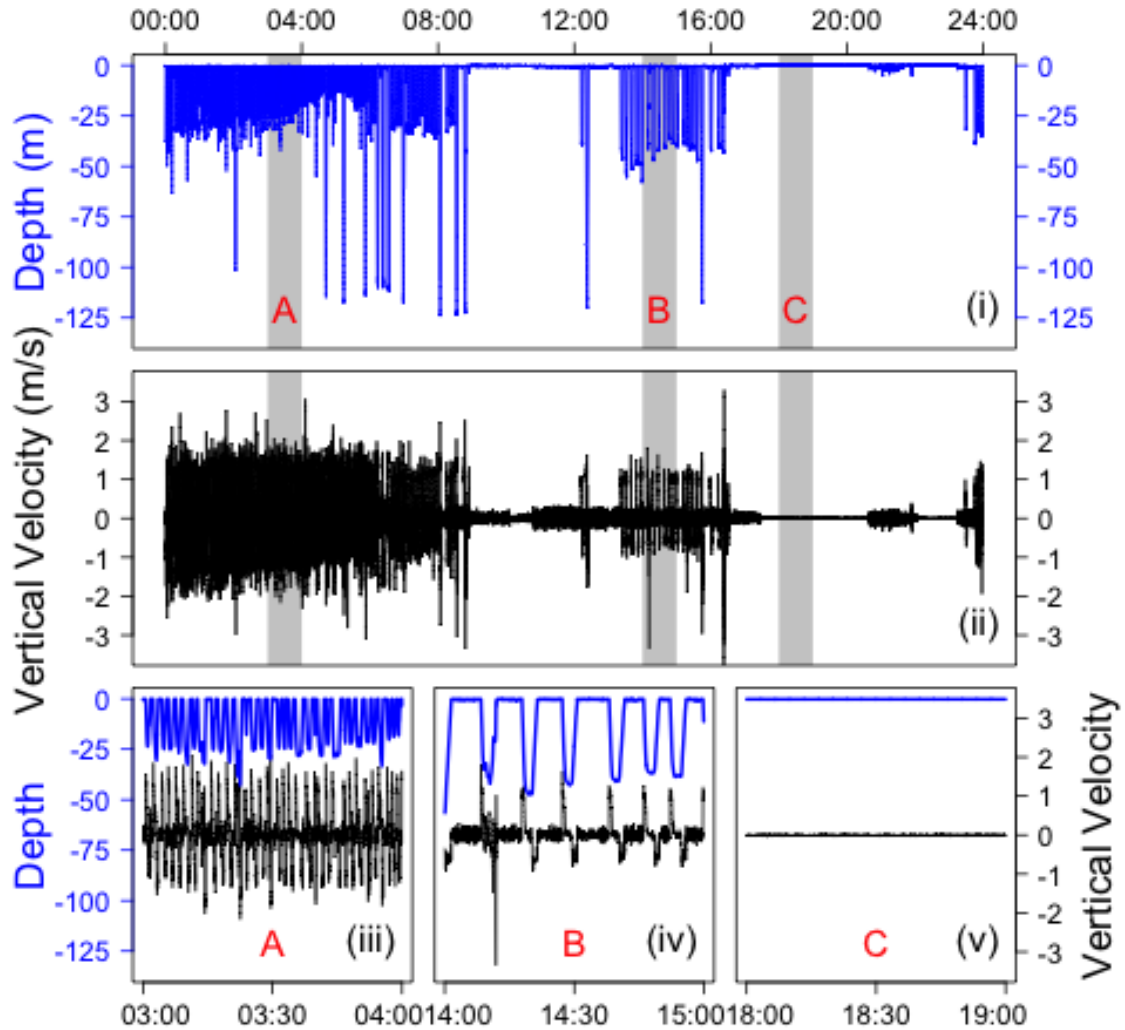 00:00 04:00 08:00 12:00 16:00 20:00 24:00
Depth (m)
0 0
-25 -25
-50 -50
-75 -75
-100 -100
-125 -125
A B C (i)
Vertical Velocity (m/s)
3 3
2 2
1 1
0 0
-1 -1
-2 -2
-3 -3
(ii)
Depth
0
-25
-50
-75
-100
-125
A (iii)
B (iv)
C (v)
3
2
1
0
-1
-2
-3
Vertical Velocity
03:00 03:30 04:00 14:00 14:30 15:00 18:00 18:30 19:00